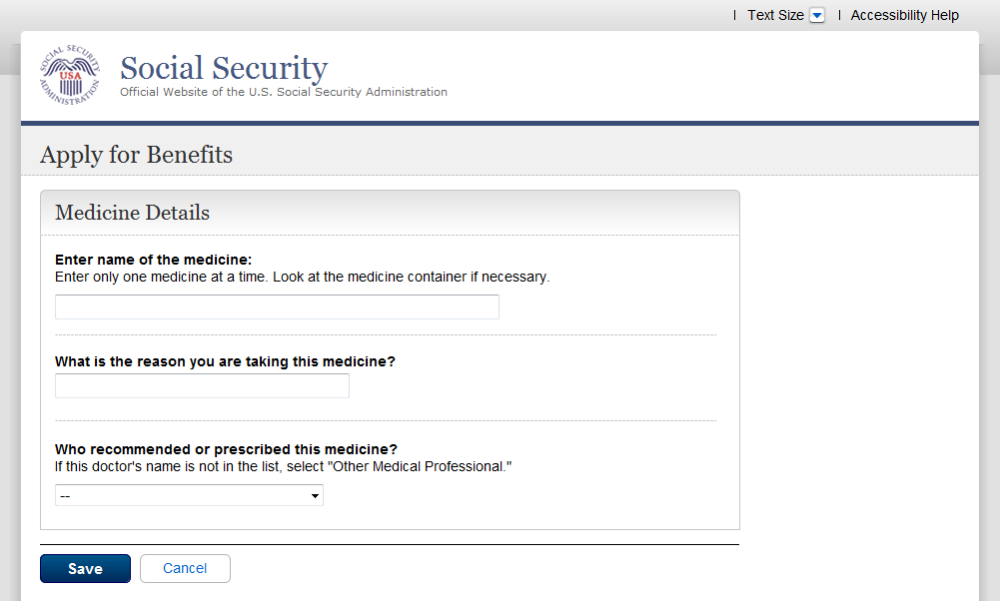 Text Size
Accessibility Help
SOCIAL SECURITY ADMINISTRATION
USA
Social Security
Official Website of the U.S. Social Security Administration
Apply for Benefits
Medicine Details
Enter name of the medicine:
Enter only one medicine at a time. Look at the medicine container if necessary.
What is the reason you are taking this medicine?
Who recommended or prescribed this medicine?
If this doctor's name is not in the list, select "Other Medical Professional."
--
Save
Cancel